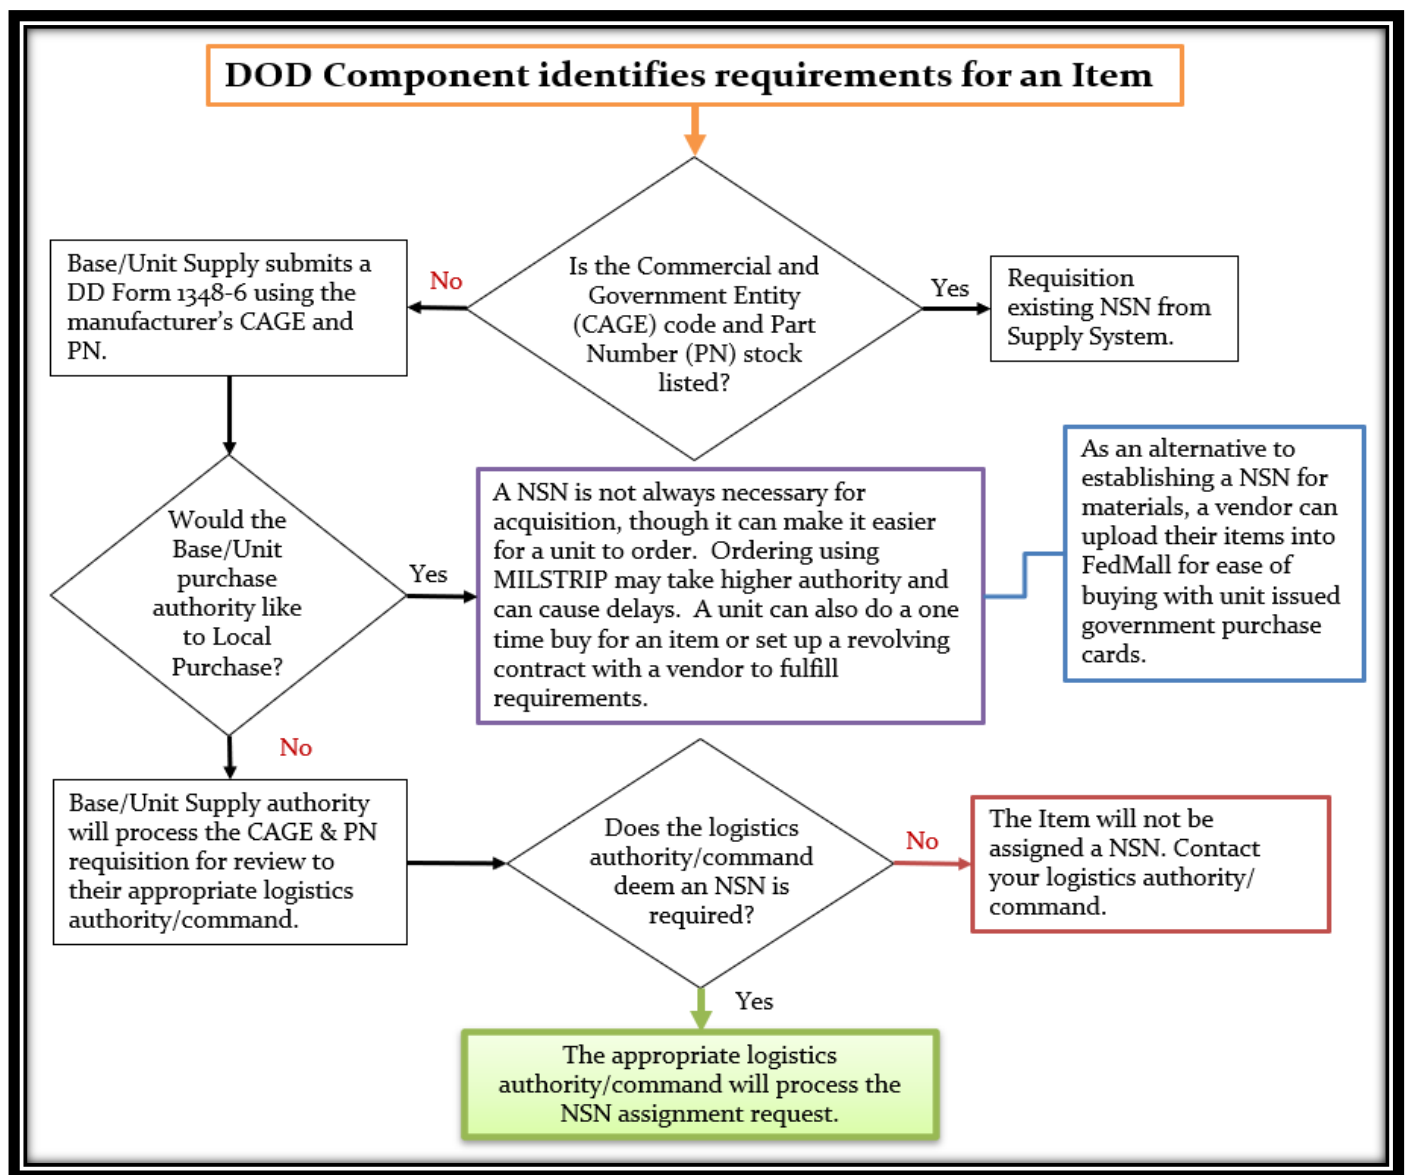 DOD Component identifies requirements for an Item
Is the Commercial and
Government Entity
(CAGE) code and Part
Number (PN) stock
listed?
Yes
Requisition
existing NSN from
Supply System.
No
Base/Unit Supply submits a
DD Form 1348-6 using the
manufacturer's CAGE and
PN.
Would the
Base/Unit
purchase
authority like
to Local
Purchase?
Yes
A NSN is not always necessary for
acquisition, though it can make it easier
for a unit to order.  Ordering using
MILSTRIP may take higher authority and
can cause delays.  A unit can also do a one
time buy for an item or set up a revolving
contract with a vendor to fulfill
requirements.
As an alternative to
establishing a NSN for
materials, a vendor can
upload their items into
FedMall for ease of
buying with unit issued
government purchase
cards.
No
Base/Unit Supply authority
will process the CAGE & PN
requisition for review to
their appropriate logistics
authority/command.
Does the logistics
authority/command
deem an NSN is
required?
No
The Item will not be
assigned a NSN. Contact
your logistics authority/
command.
Yes
The appropriate logistics
authority/command will process the
NSN assignment request.